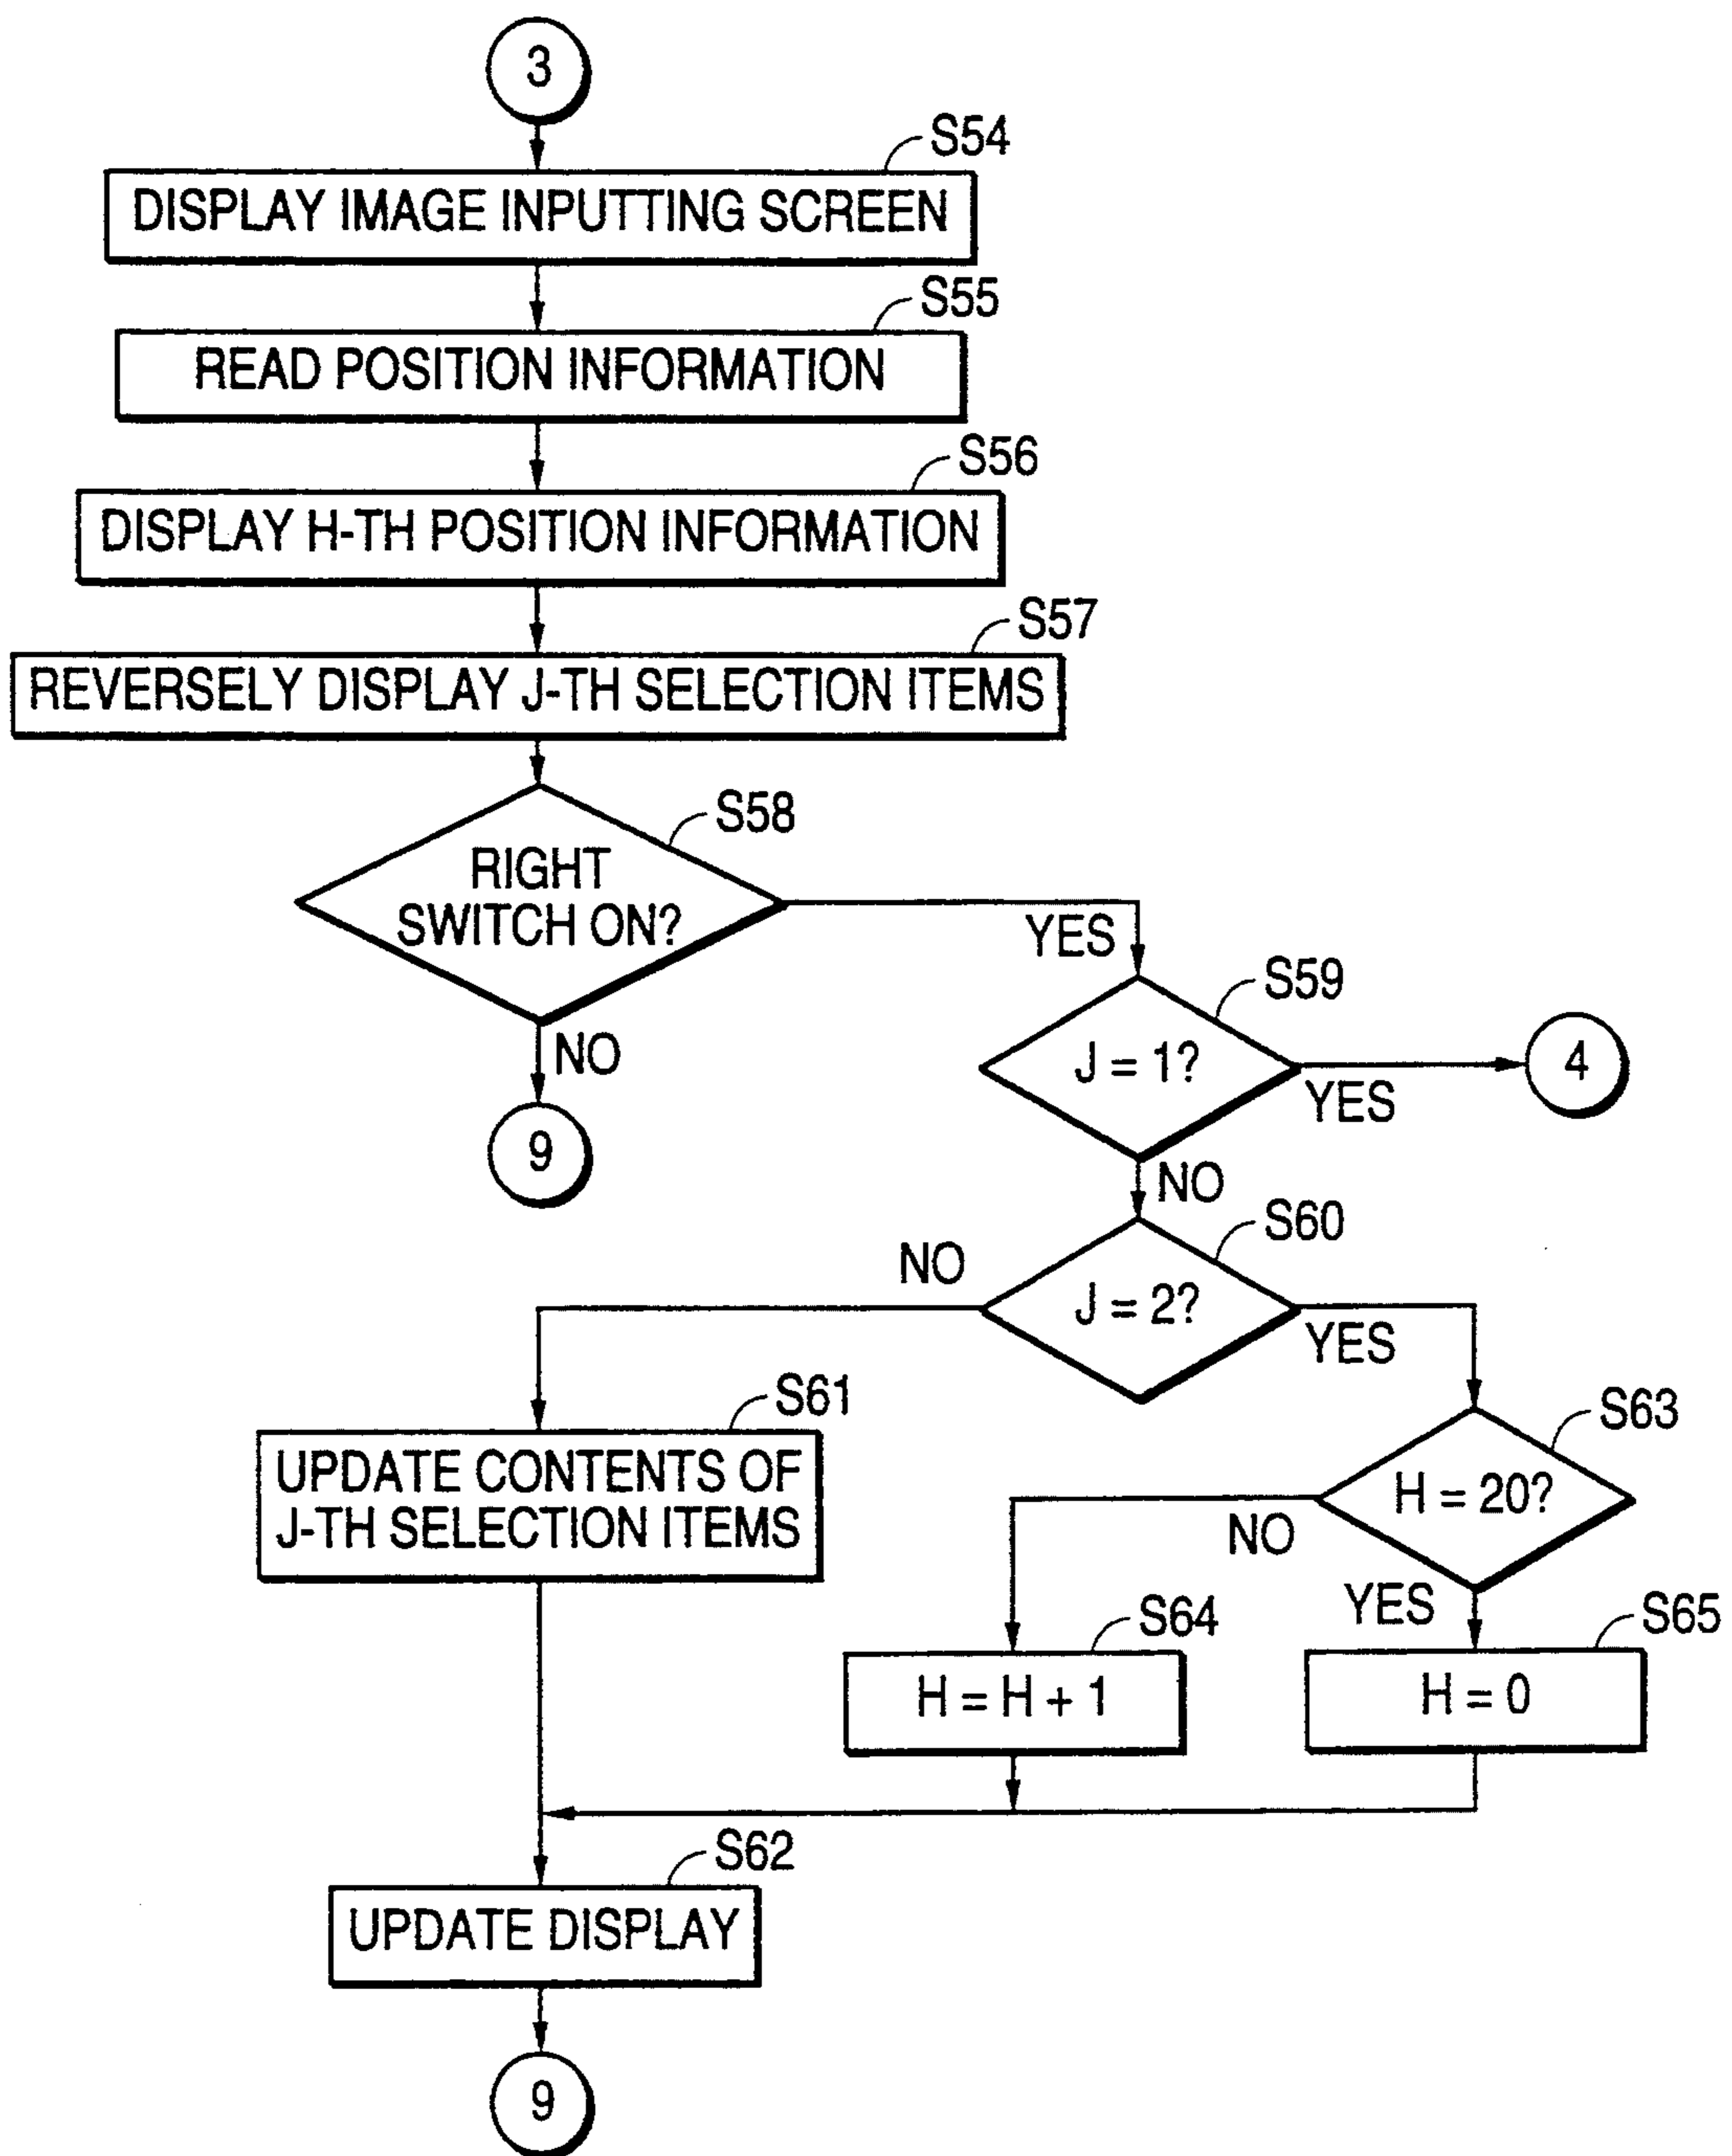 3
S54
DISPLAY IMAGE INPUTTING SCREEN
S55
READ POSITION INFORMATION
S56
DISPLAY H-TH POSITION INFORMATION
S57
REVERSELY DISPLAY J-TH SELECTION ITEMS
S58
RIGHT
SWITCH ON?
YES
NO
9
S59
J = 1?
YES
4
NO
S60
J = 2?
NO
YES
S61
UPDATE CONTENTS OF
J-TH SELECTION ITEMS
S63
H = 20?
NO
YES
S64
H = H + 1
S65
H = 0
S62
UPDATE DISPLAY
9